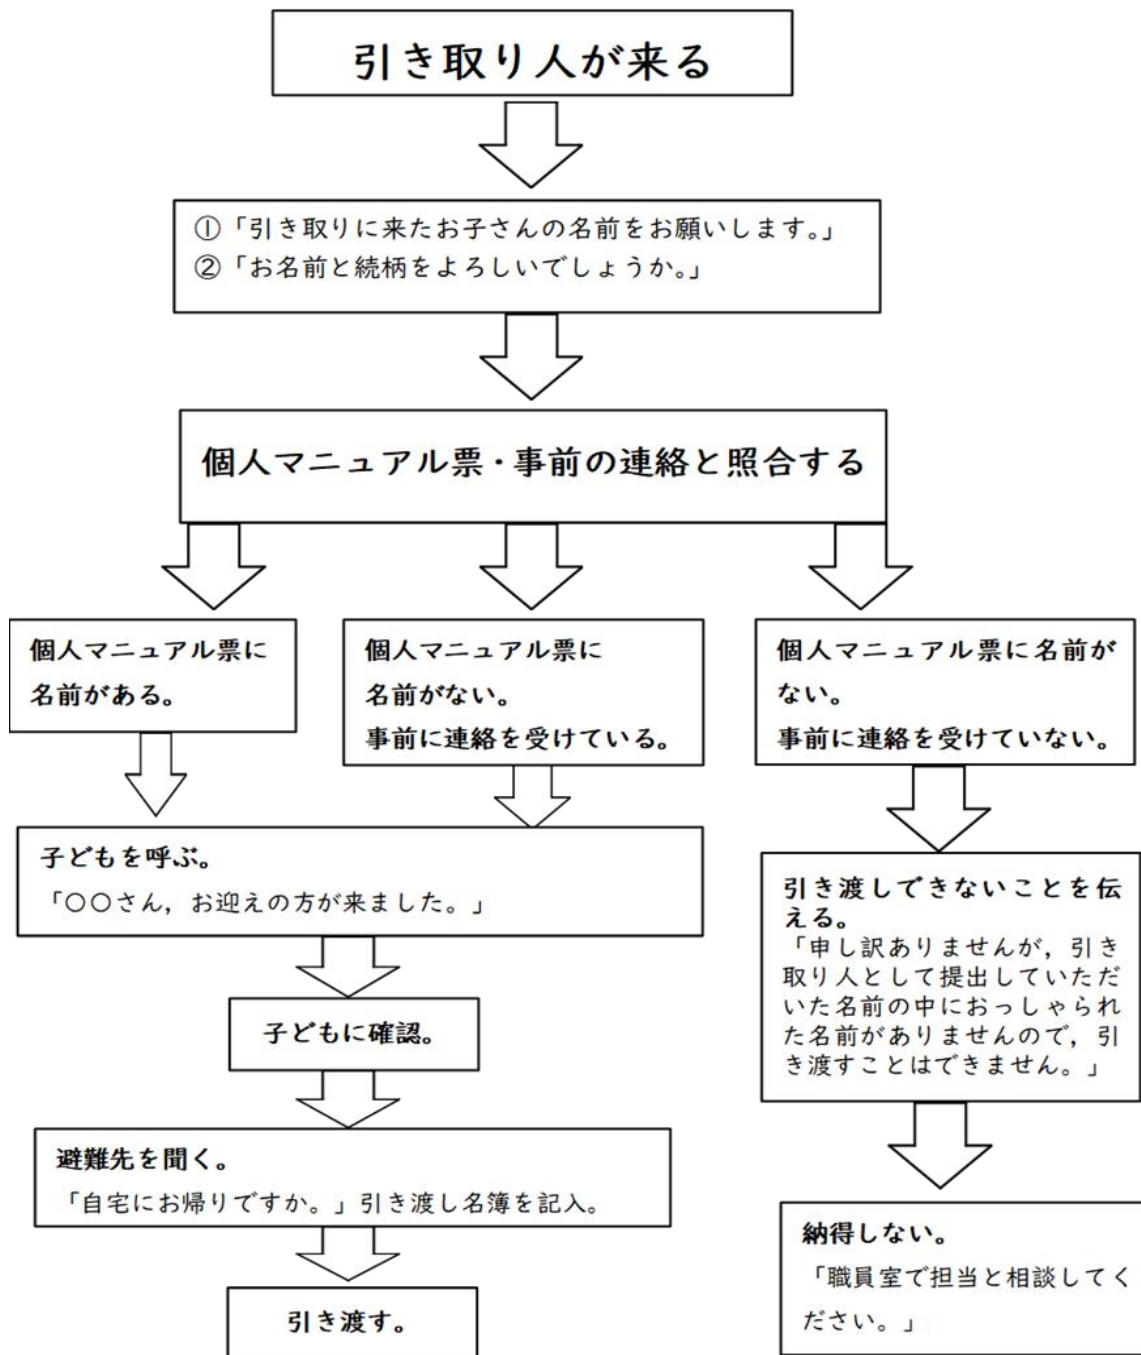 引き取り人が来る
①「引き取りに来たお子さんの名前をお願いします。」
②「お名前と続柄をよろしいでしょうか。」
個人マニュアル票・事前の連絡と照合する
個人マニュアル票に
名前がある。
個人マニュアル票に
名前がない。
事前に連絡を受けている。
個人マニュアル票に名前が
ない。
事前に連絡を受けていない。
子どもを呼ぶ。
「〇〇さん，お迎えの方が来ました。」
子どもに確認。
避難先を聞く。
「自宅にお帰りですか。」引き渡し名簿を記入。
引き渡す。
引き渡しできないことを伝
える。
「申し訳ありませんが，引き
取り人として提出していただ
いた名前の中におっしゃられ
た名前がありませんので，引
き渡すことはできません。」
納得しない。
「職員室で担当と相談してく
ださい。」